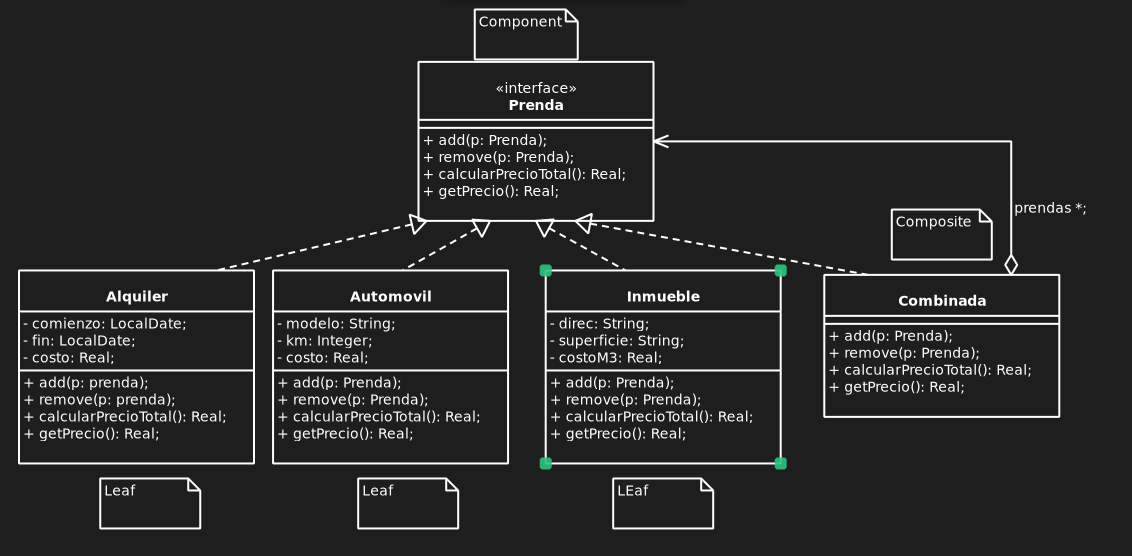 Component
«interface»
Prenda
+ add(p: Prenda);
+ remove(p: Prenda);
+ calcularPrecioTotal(): Real;
+ getPrecio(): Real;
prendas *;
Composite
Alquiler
- comienzo: LocalDate;
- fin: LocalDate;
- costo: Real;
+ add(p: prenda);
+ remove(p: prenda);
+ calcularPrecioTotal(): Real;
+ getPrecio(): Real;
Leaf
Automovil
- modelo: String;
- km: Integer;
- costo: Real;
+ add(p: Prenda);
+ remove(p: Prenda);
+ calcularPrecioTotal(): Real;
+ getPrecio(): Real;
Leaf
Inmueble
- direc: String;
- superficie: String;
- costoM3: Real;
+ add(p: Prenda);
+ remove(p: Prenda);
+ calcularPrecioTotal(): Real;
+ getPrecio(): Real;
LEaf
Combinada
+ add(p: Prenda);
+ remove(p: Prenda);
+ calcularPrecioTotal(): Real;
+ getPrecio(): Real;